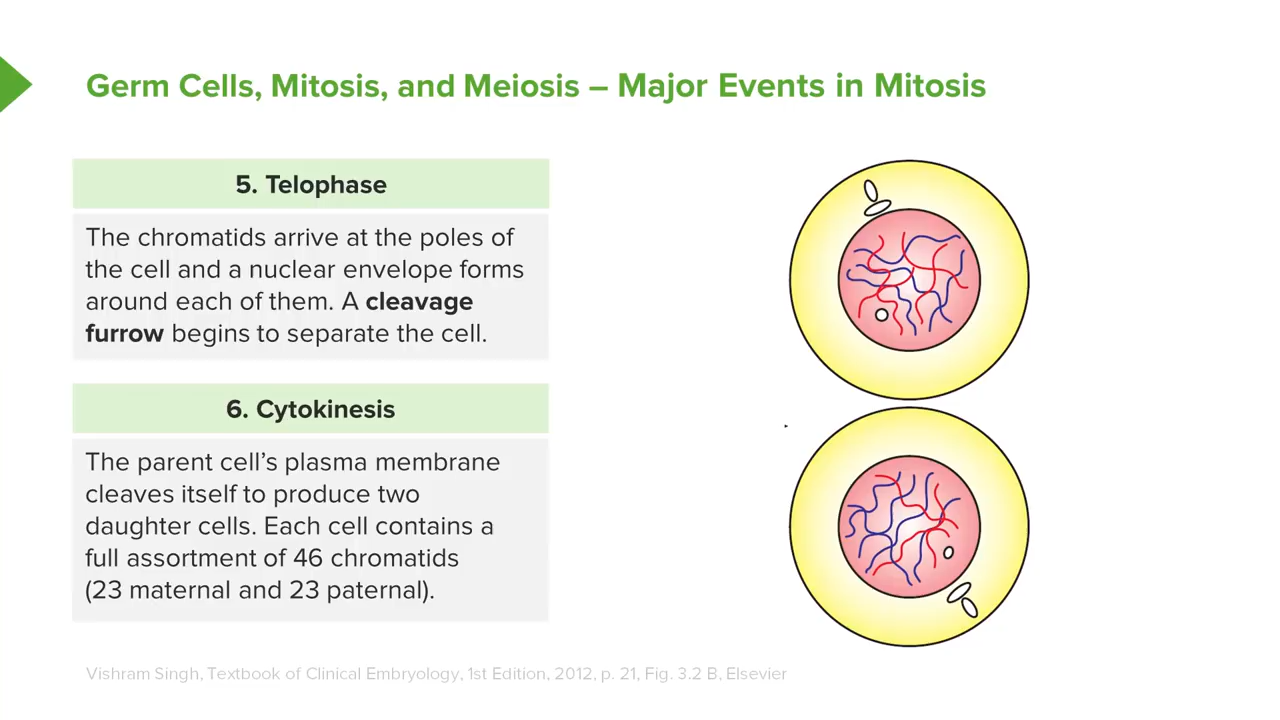 Germ Cells, Mitosis, and Meiosis – Major Events in Mitosis
5. Telophase
The chromatids arrive at the poles of
the cell and a nuclear envelope forms
around each of them. A cleavage
furrow begins to separate the cell.
6. Cytokinesis
The parent cell’s plasma membrane
cleaves itself to produce two
daughter cells. Each cell contains a
full assortment of 46 chromatids
(23 maternal and 23 paternal).
Vishram Singh, Textbook of Clinical Embryology, 1st Edition, 2012, p. 21, Fig. 3.2 B, Elsevier